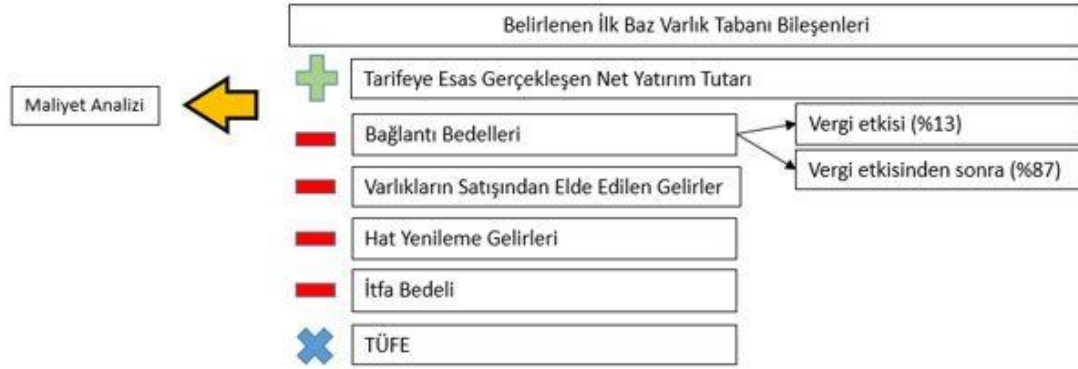 Belirlenen İlk Baz Varlık Tabanı Bileşenleri
Tarifeye Esas Gerçekleşen Net Yatırım Tutarı
Maliyet Analizi
Bağlantı Bedelleri
Vergi etkisi (%13)
Vergi etkisinden sonra (%87)
Varlıkların Satışından Elde Edilen Gelirler
Hat Yenileme Gelirleri
İtfa Bedeli
TÜFE